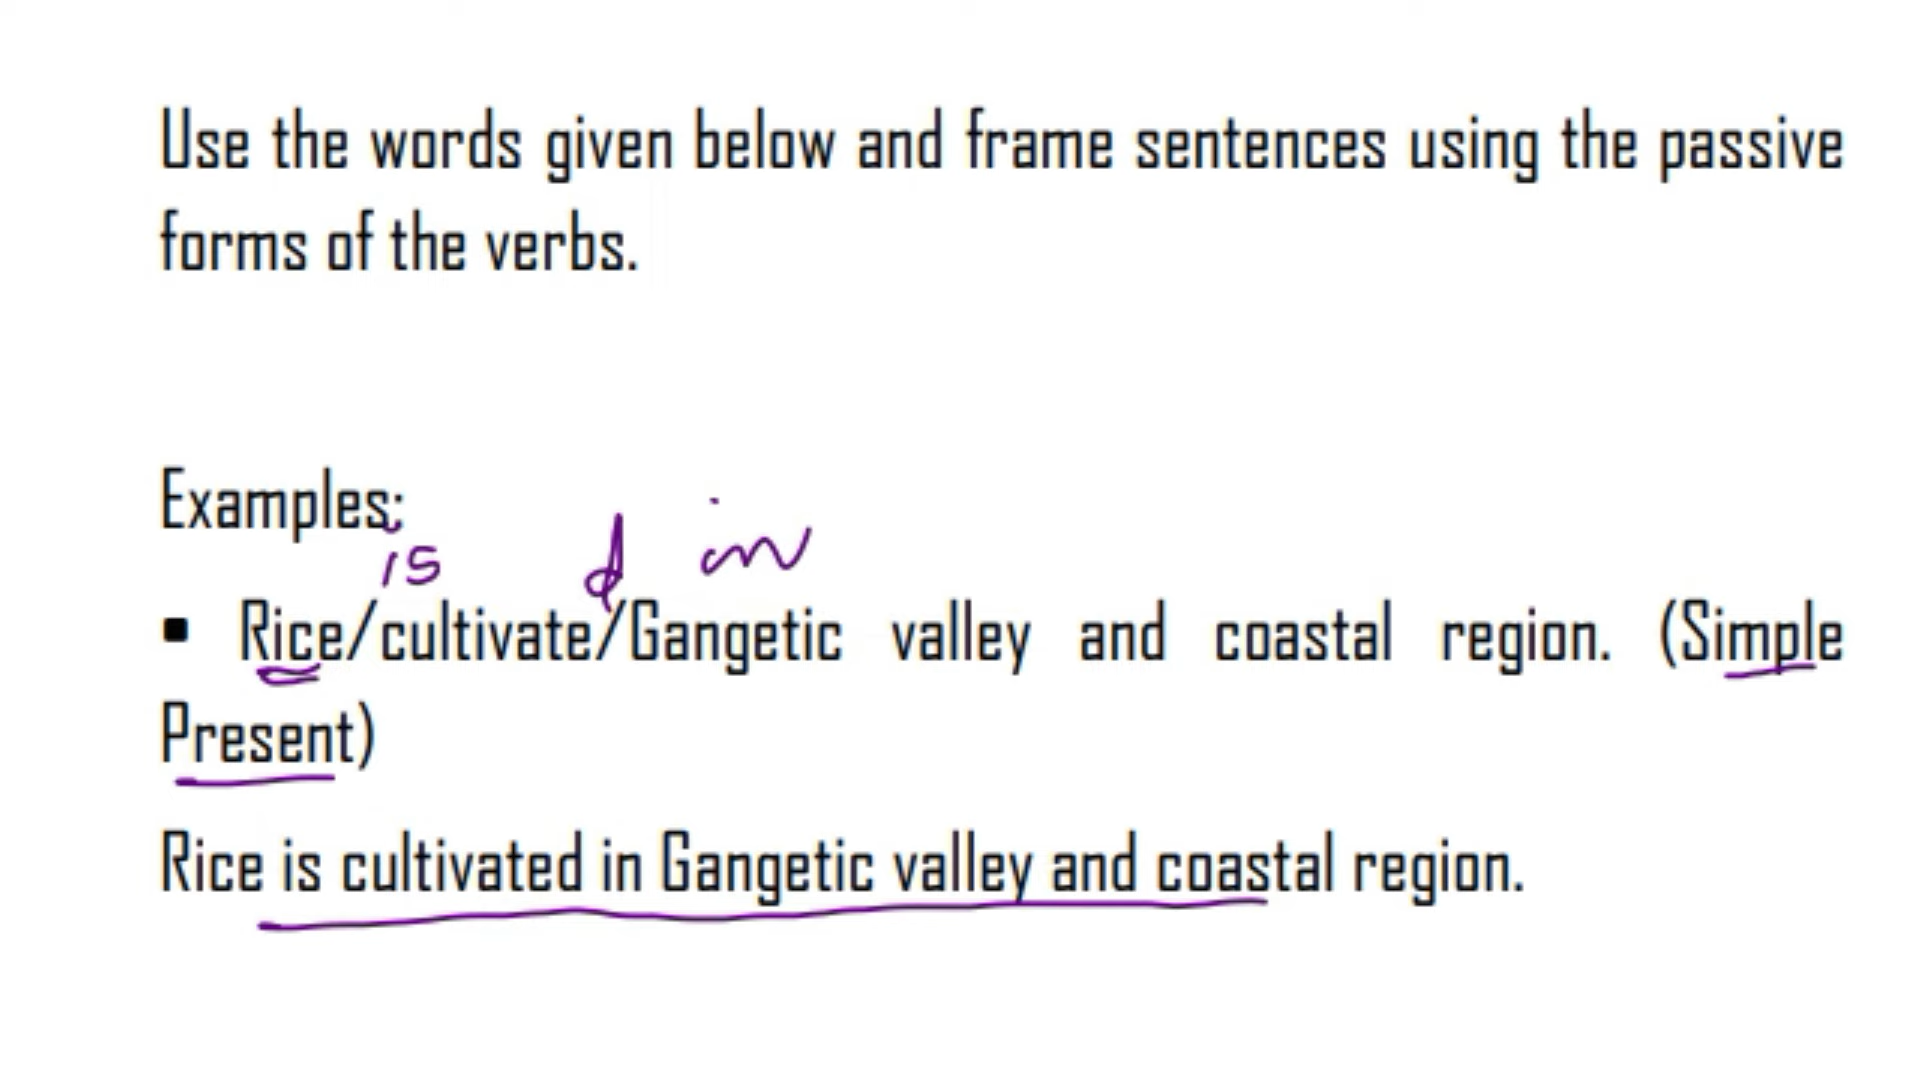 Use the words given below and frame sentences using the passive
forms of the verbs.
Examples:
is d in
▪ Rice/cultivate/Gangetic valley and coastal region. (Simple
Present)
Rice is cultivated in Gangetic valley and coastal region.